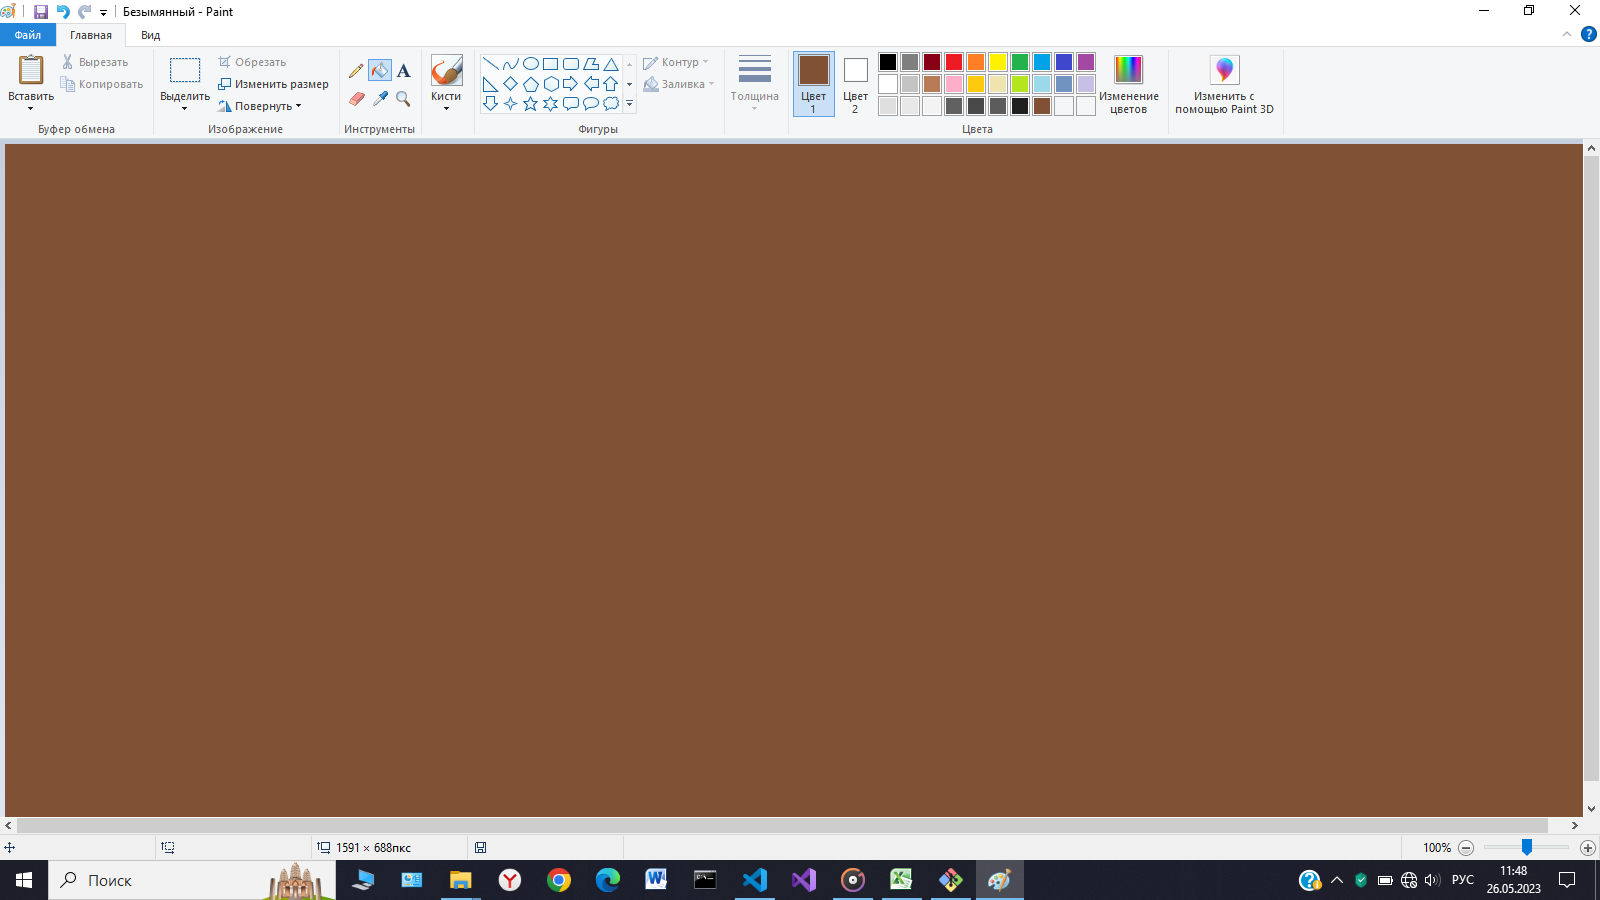 Безымянный - Paint
Файл Главная Вид
Вставить
Вырезать
Копировать
Буфер обмена
Выделить
Обрезать
Изменить размер
Повернуть
Изображение
A
Инструменты
Кисти
Контур
Заливка
Фигуры
Толщина
Цвет
1
Цвет
2
Изменение
цветов
Цвета
Изменить с
помощью Paint 3D
1591 × 688пкс
100%
Поиск
РУС
11:48
26.05.2023